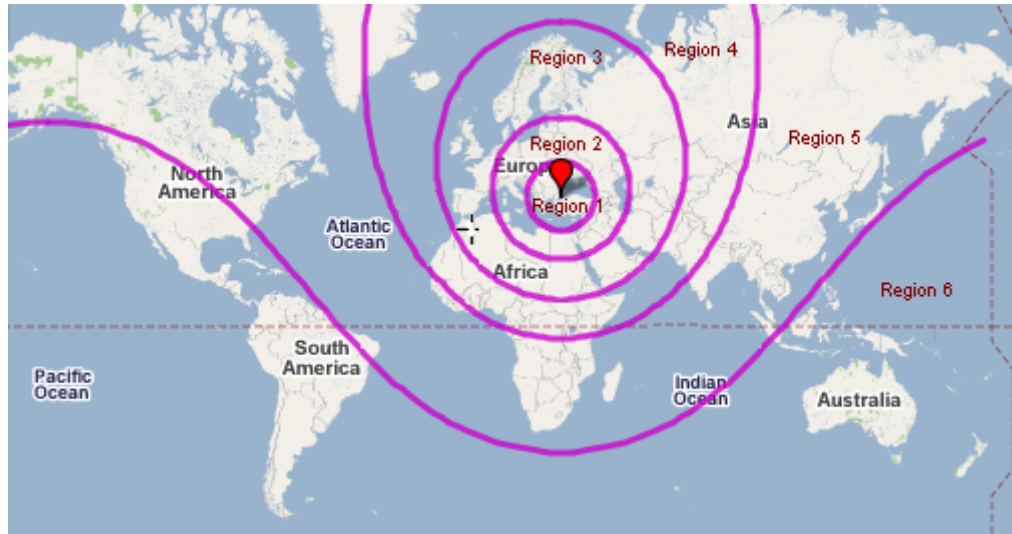 Region 3
Region 4
Asia
Region 5
Region 2
Europ
North
America
Region 1
Atlantic
Ocean
Africa
Region 6
South
America
Pacific
Ocean
Indian
Ocean
Australia